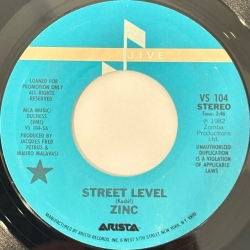 JIVE
LOANED FOR
PROMOTION ONLY
ALL RIGHTS
RESERVED
MCA MUSIC/
DUCHESS
(BMI)
VS 104-SA
PRODUCED BY
JACQUES FRED
PETRUS &
MAURO MALAVASI
VS 104
STEREO
Time: 3:46
℗ 1982
Zomba
Productions
Ltd.
UNAUTHORIZED
DUPLICATION
IS A VIOLATION
OF APPLICABLE
LAWS
STREET LEVEL
ZINC
ARISTA
MANUFACTURED BY ARISTA RECORDS, INC. 6 WEST 57TH STREET, NEW YORK, N.Y. 10019